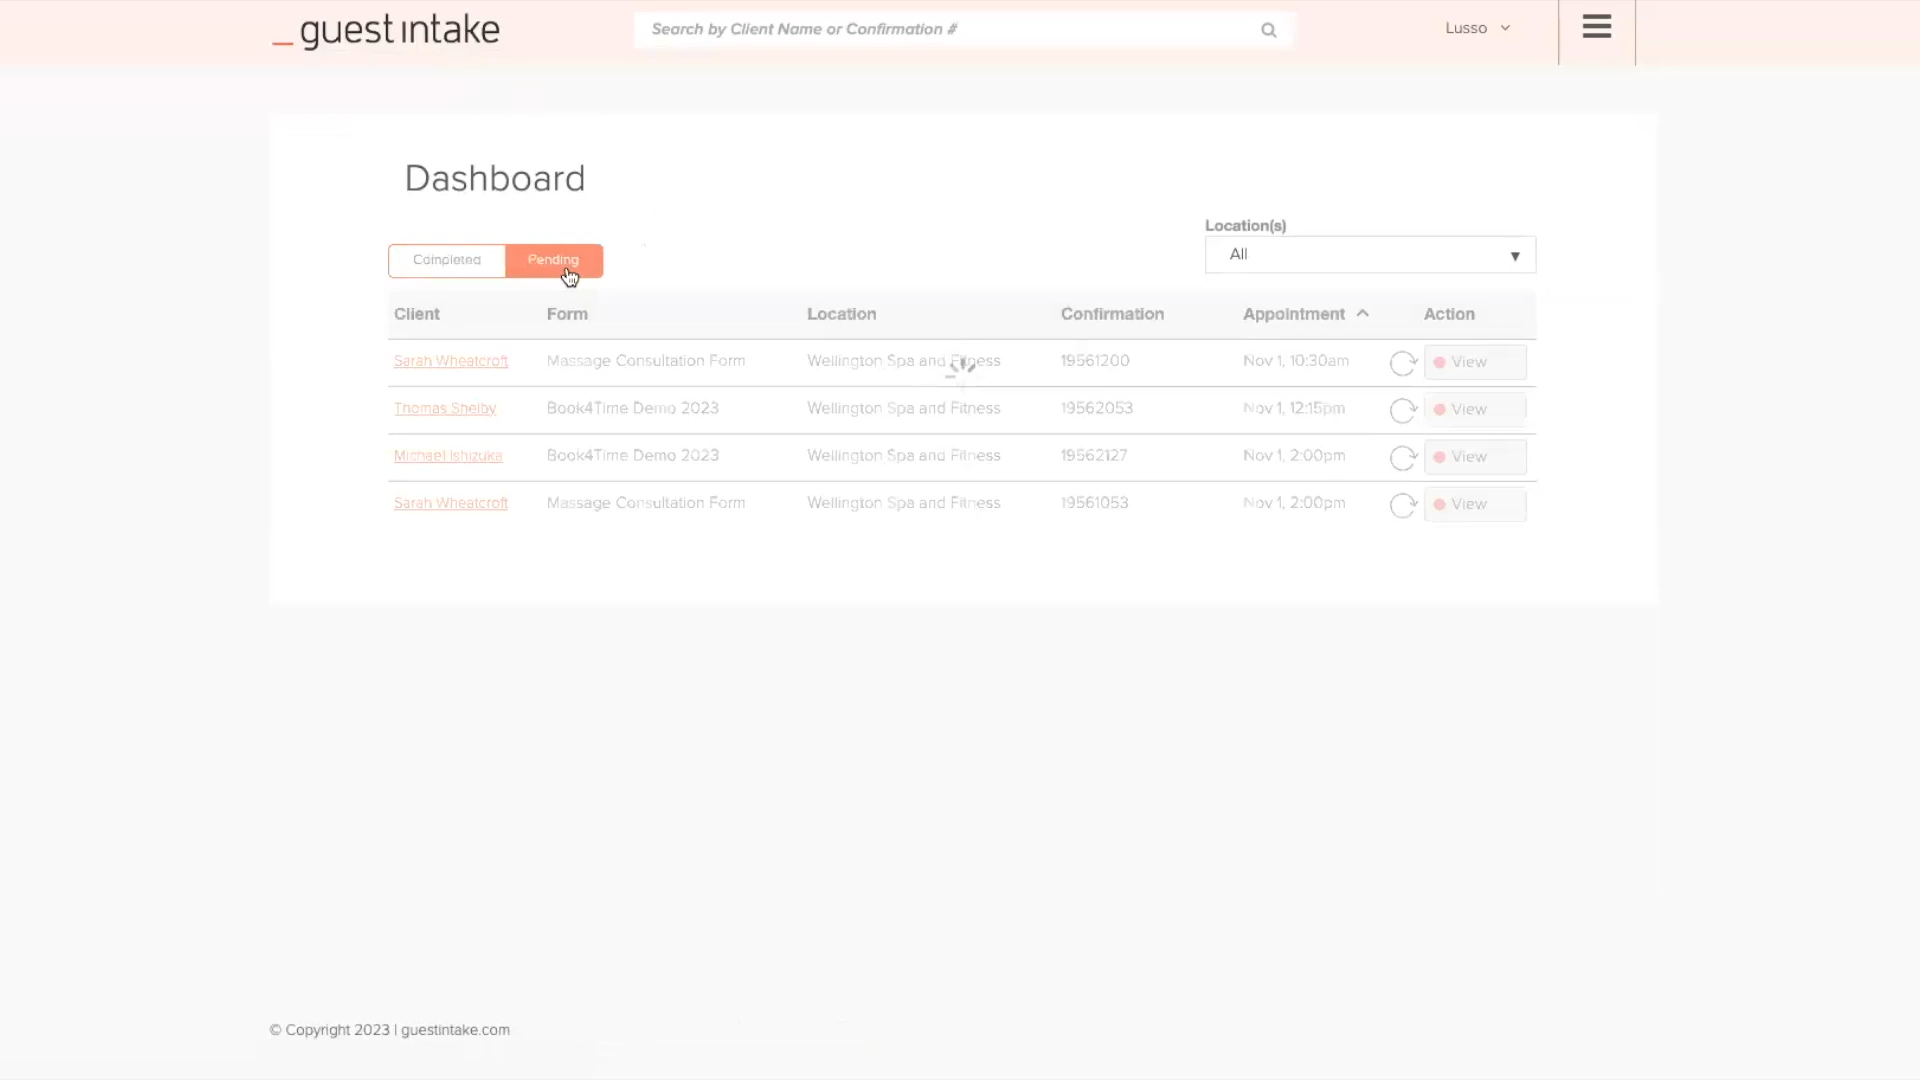 _ guest intake
Search by Client Name or Confirmation #
Lusso
Dashboard
Location(s)
All
Completed Pending
Client Form Location Confirmation Appointment Action
Sarah Wheatcroft Massage Consultation Form Wellington Spa and Fitness 19561200 Nov 1, 10:30am View
Thomas Shelby Book4Time Demo 2023 Wellington Spa and Fitness 19562053 Nov 1, 12:15pm View
Michael Ishizuka Book4Time Demo 2023 Wellington Spa and Fitness 19562127 Nov 1, 2:00pm View
Sarah Wheatcroft Massage Consultation Form Wellington Spa and Fitness 19561053 Nov 1, 2:00pm View
© Copyright 2023 | guestintake.com